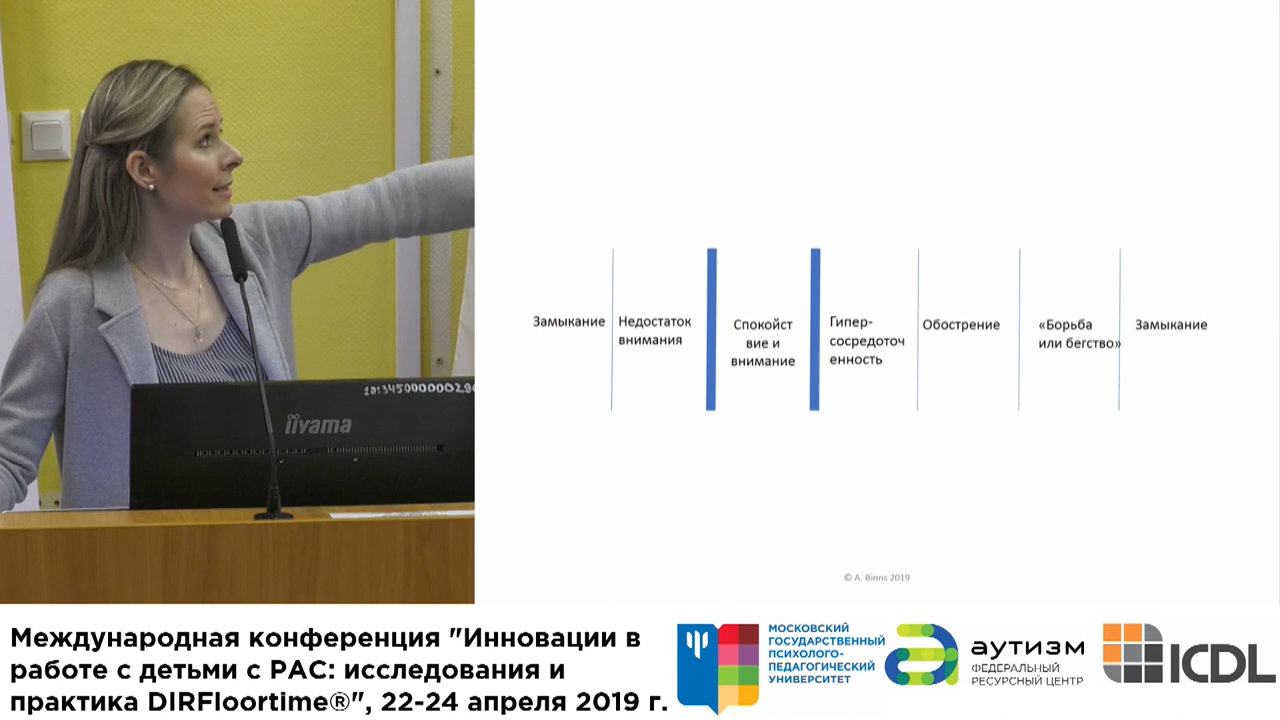 Замыкание
Недостаток
внимания
Спокойст
вие и
внимание
Гипер-
сосредоточ
енность
Обострение
«Борьба
или бегство»
Замыкание
© A. Binns 2019
iiyama
Международная конференция "Инновации в
работе с детьми с РАС: исследования и
практика DIRFloortime®", 22-24 апреля 2019 г.
МОСКОВСКИЙ
ГОСУДАРСТВЕННЫЙ
ПСИХОЛОГО-
ПЕДАГОГИЧЕСКИЙ
УНИВЕРСИТЕТ
аутизм
ФЕДЕРАЛЬНЫЙ
РЕСУРСНЫЙ ЦЕНТР
ICDL